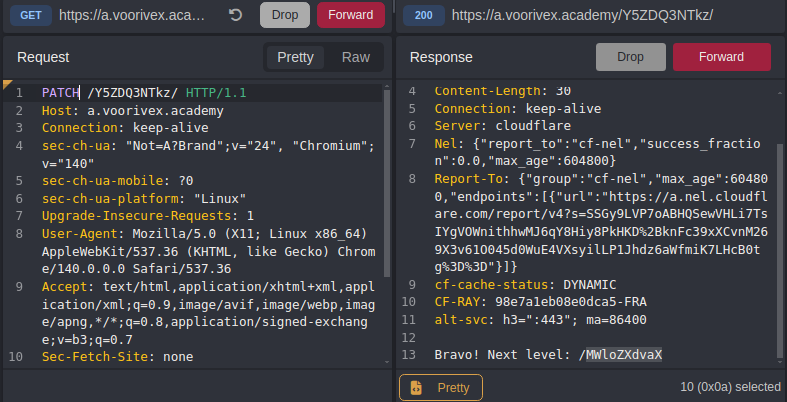 GET https://a.voorivex.aca… Drop Forward
200 https://a.voorivex.academy/Y5ZDQ3NTkz/
Request Pretty Raw
Response Drop Forward
1 PATCH /Y5ZDQ3NTkz/ HTTP/1.1
2 Host: a.voorivex.academy
3 Connection: keep-alive
4 sec-ch-ua: "Not=A?Brand";v="24", "Chromium";
v="140"
5 sec-ch-ua-mobile: ?0
6 sec-ch-ua-platform: "Linux"
7 Upgrade-Insecure-Requests: 1
8 User-Agent: Mozilla/5.0 (X11; Linux x86_64)
AppleWebKit/537.36 (KHTML, like Gecko) Chrom
e/140.0.0.0 Safari/537.36
9 Accept: text/html,application/xhtml+xml,appl
ication/xml;q=0.9,image/avif,image/webp,imag
e/apng,*/*;q=0.8,application/signed-exchang
e;v=b3;q=0.7
10 Sec-Fetch-Site: none
4 Content-Length: 30
5 Connection: keep-alive
6 Server: cloudflare
7 Nel: {"report_to":"cf-nel","success_fractio
n":0.0,"max_age":604800}
8 Report-To: {"group":"cf-nel","max_age":60480
0,"endpoints":[{"url":"https://a.nel.cloudfl
are.com/report/v4?s=SSGy9LVP7oABHQSewVHLi7Ts
IYgVOWnithhwMJ6qY8Hiy8PkHKD%2BknFc39xXCvnM26
9X3v61O045d0WuE4VXsyilLP1Jhdz6aWfmiK7LHcB0t
g%3D%3D"}]}
9 cf-cache-status: DYNAMIC
10 CF-RAY: 98e7a1eb08e0dca5-FRA
11 alt-svc: h3=":443"; ma=86400
12
13 Bravo! Next level: /MWloZXdvaX
Pretty 10 (0x0a) selected